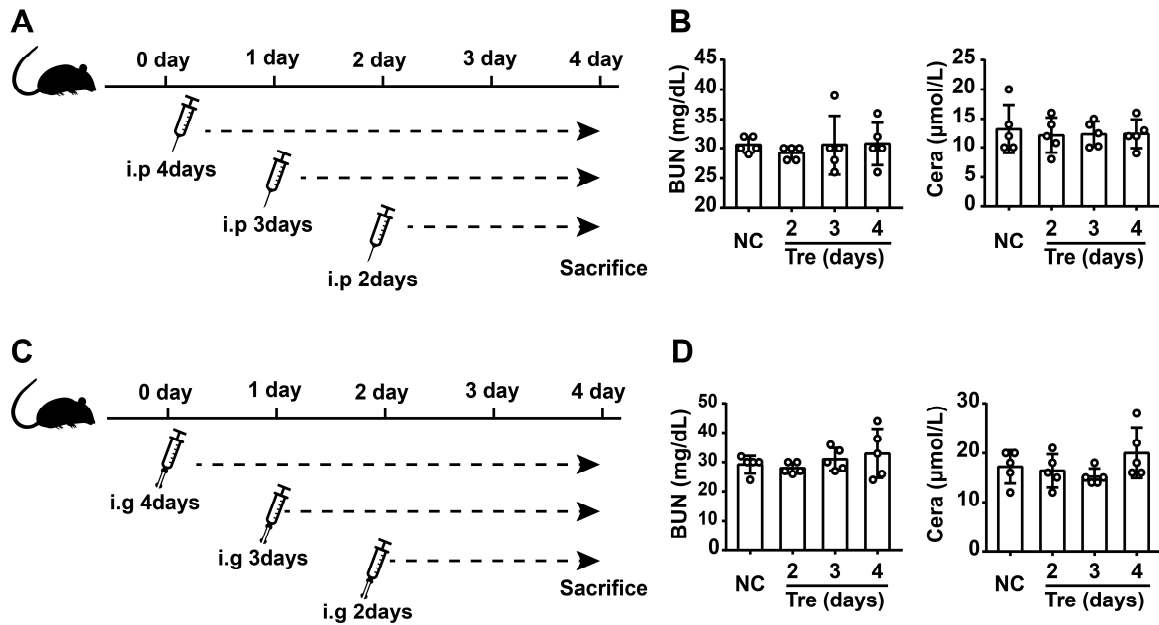 A
0 day 1 day 2 day 3 day 4 day
i.p 4days
i.p 3days
i.p 2days
Sacrifice
B
BUN (mg/dL)
40
35
30
25
20
NC 2 3 4
Tre (days)
Cera (μmol/L)
25
20
15
10
5
0
NC 2 3 4
Tre (days)
C
0 day 1 day 2 day 3 day 4 day
i.g 4days
i.g 3days
i.g 2days
Sacrifice
D
BUN (mg/dL)
50
40
30
20
10
0
NC 2 3 4
Tre (days)
Cera (μmol/L)
30
20
10
0
NC 2 3 4
Tre (days)